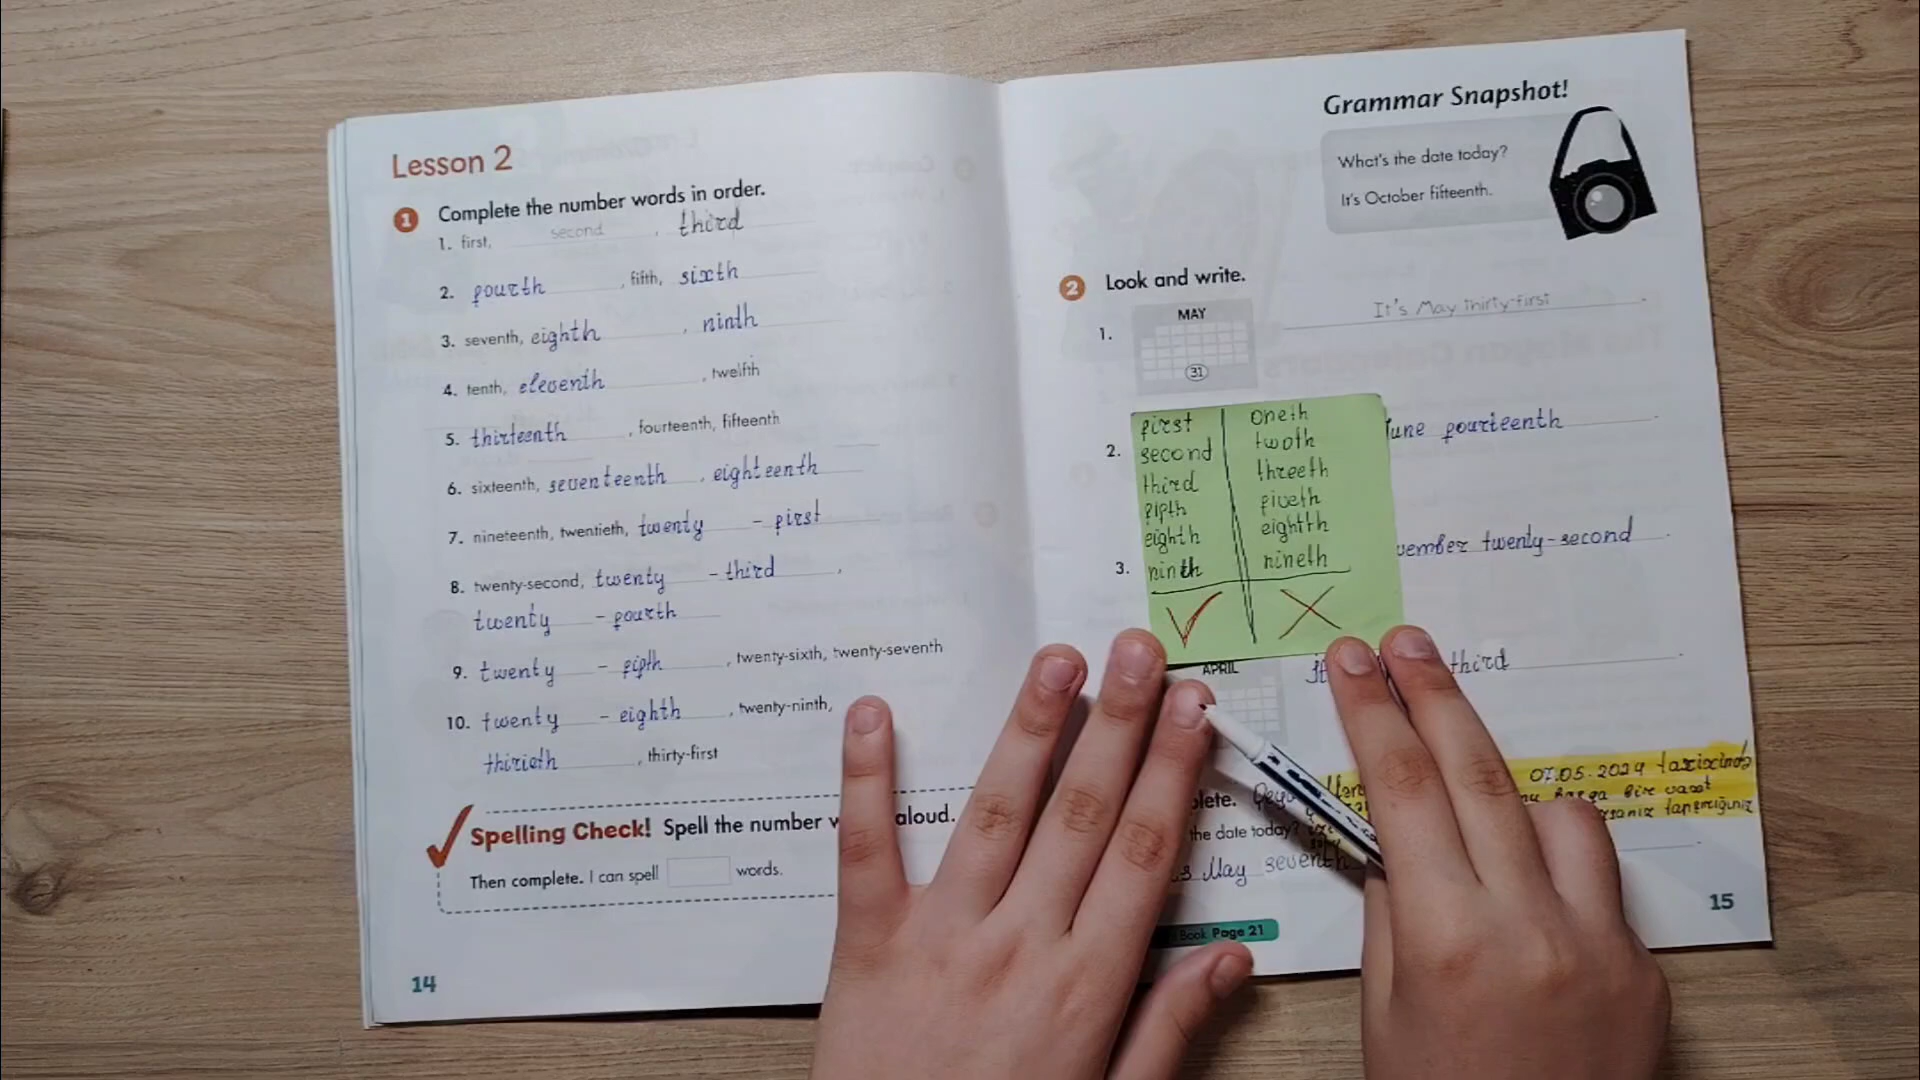 Lesson 2
1 Complete the number words in order.
1. first, second, third
2. fourth, fifth, sixth
3. seventh, eighth, ninth
4. tenth, eleventh, twelfth
5. thirteenth, fourteenth, fifteenth
6. sixteenth, seventeenth, eighteenth
7. nineteenth, twentieth, twenty - first
8. twenty-second, twenty - third,
twenty - fourth
9. twenty - fifth, twenty-sixth, twenty-seventh
10. twenty - eighth, twenty-ninth,
thirieth, thirty-first
Spelling Check! Spell the number aloud.
Then complete. I can spell words.
14
Grammar Snapshot!
What's the date today?
It's October fifteenth.
2 Look and write.
1. MAY It's May thirty-first
31
first oneth
2. second twoth
third threeth
fifth fiveth
eighth eightth
3. ninth nineth
fourteenth
twenty-second
APRIL third
07.05.2024 tarixində
the date today?
May seventh
Book Page 21
15